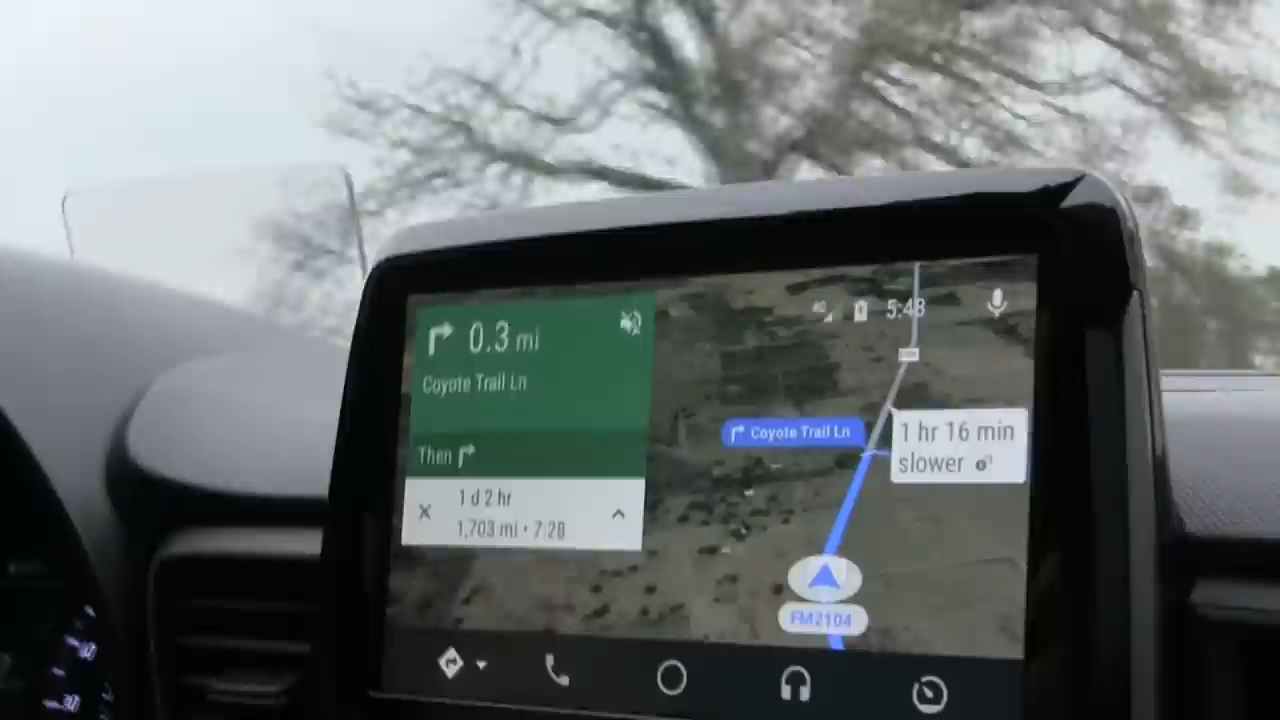 0.3 mi
Coyote Trail Ln
Then
1 d 2 hr
1,703 mi · 7:28
4G
5:48
Coyote Trail Ln
1 hr 16 min
slower
FM2104